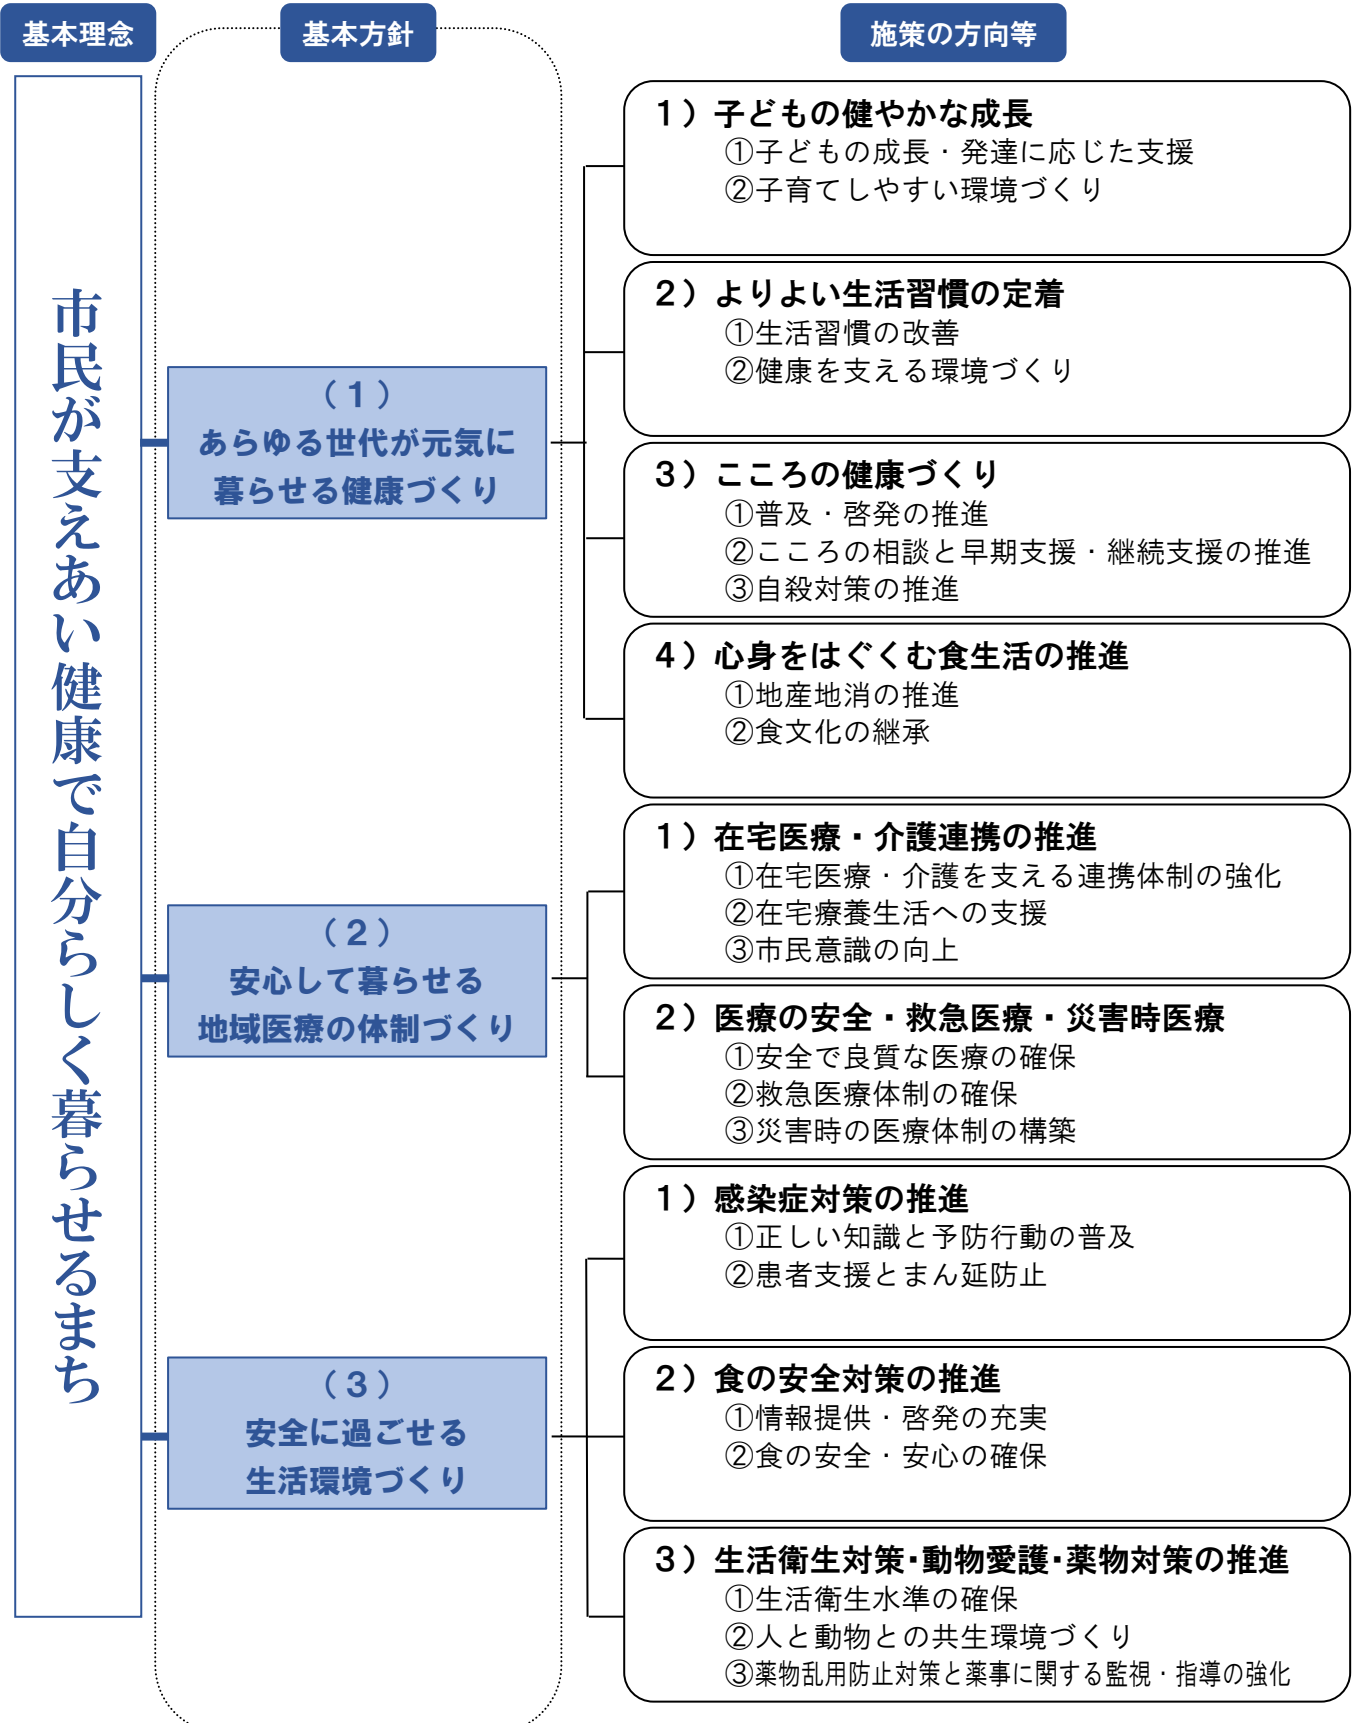 基本理念
基本方針
施策の方向等
市民が支えあい健康で自分らしく暮らせるまち
（１）
あらゆる世代が元気に
暮らせる健康づくり
１）子どもの健やかな成長
①子どもの成長・発達に応じた支援
②子育てしやすい環境づくり
２）よりよい生活習慣の定着
①生活習慣の改善
②健康を支える環境づくり
３）こころの健康づくり
①普及・啓発の推進
②こころの相談と早期支援・継続支援の推進
③自殺対策の推進
４）心身をはぐくむ食生活の推進
①地産地消の推進
②食文化の継承
（２）
安心して暮らせる
地域医療の体制づくり
１）在宅医療・介護連携の推進
①在宅医療・介護を支える連携体制の強化
②在宅療養生活への支援
③市民意識の向上
２）医療の安全・救急医療・災害時医療
①安全で良質な医療の確保
②救急医療体制の確保
③災害時の医療体制の構築
（３）
安全に過ごせる
生活環境づくり
１）感染症対策の推進
①正しい知識と予防行動の普及
②患者支援とまん延防止
２）食の安全対策の推進
①情報提供・啓発の充実
②食の安全・安心の確保
３）生活衛生対策・動物愛護・薬物対策の推進
①生活衛生水準の確保
②人と動物との共生環境づくり
③薬物乱用防止対策と薬事に関する監視・指導の強化